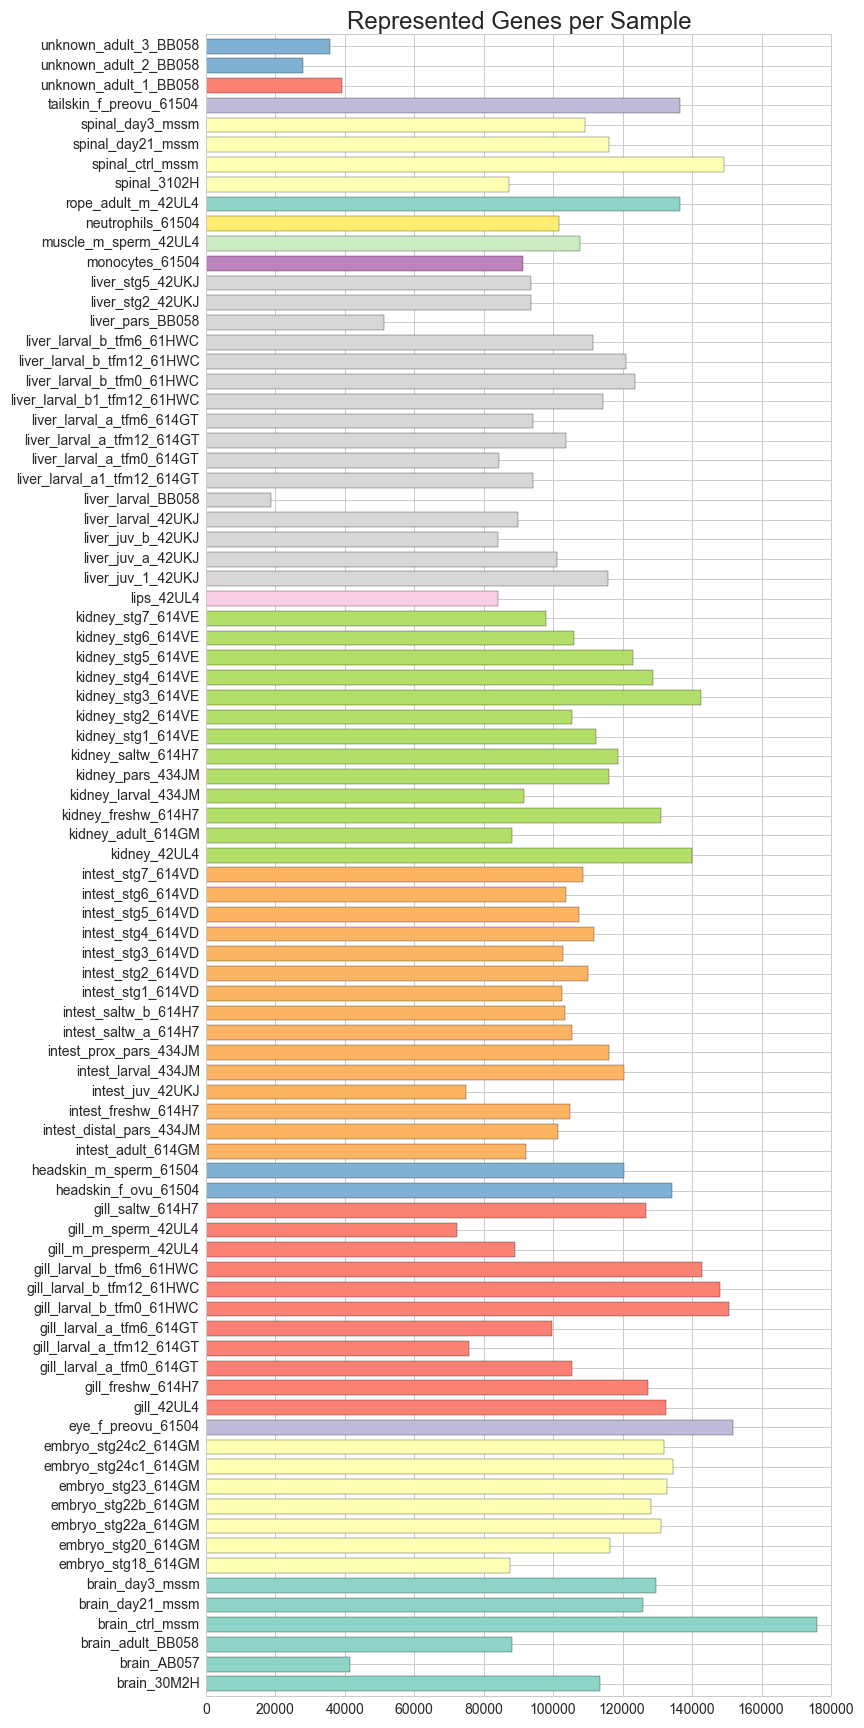 Represented Genes per Sample
unknown_adult_3_BB058
unknown_adult_2_BB058
unknown_adult_1_BB058
tailskin_f_preovu_61504
spinal_day3_mssm
spinal_day21_mssm
spinal_ctrl_mssm
spinal_3102H
rope_adult_m_42UL4
neutrophils_61504
muscle_m_sperm_42UL4
monocytes_61504
liver_stg5_42UKJ
liver_stg2_42UKJ
liver_pars_BB058
liver_larval_b_tfm6_61HWC
liver_larval_b_tfm12_61HWC
liver_larval_b_tfm0_61HWC
liver_larval_b1_tfm12_61HWC
liver_larval_a_tfm6_614GT
liver_larval_a_tfm12_614GT
liver_larval_a_tfm0_614GT
liver_larval_a1_tfm12_614GT
liver_larval_BB058
liver_larval_42UKJ
liver_juv_b_42UKJ
liver_juv_a_42UKJ
liver_juv_1_42UKJ
lips_42UL4
kidney_stg7_614VE
kidney_stg6_614VE
kidney_stg5_614VE
kidney_stg4_614VE
kidney_stg3_614VE
kidney_stg2_614VE
kidney_stg1_614VE
kidney_saltw_614H7
kidney_pars_434JM
kidney_larval_434JM
kidney_freshw_614H7
kidney_adult_614GM
kidney_42UL4
intest_stg7_614VD
intest_stg6_614VD
intest_stg5_614VD
intest_stg4_614VD
intest_stg3_614VD
intest_stg2_614VD
intest_stg1_614VD
intest_saltw_b_614H7
intest_saltw_a_614H7
intest_prox_pars_434JM
intest_larval_434JM
intest_juv_42UKJ
intest_freshw_614H7
intest_distal_pars_434JM
intest_adult_614GM
headskin_m_sperm_61504
headskin_f_ovu_61504
gill_saltw_614H7
gill_m_sperm_42UL4
gill_m_presperm_42UL4
gill_larval_b_tfm6_61HWC
gill_larval_b_tfm12_61HWC
gill_larval_b_tfm0_61HWC
gill_larval_a_tfm6_614GT
gill_larval_a_tfm12_614GT
gill_larval_a_tfm0_614GT
gill_freshw_614H7
gill_42UL4
eye_f_preovu_61504
embryo_stg24c2_614GM
embryo_stg24c1_614GM
embryo_stg23_614GM
embryo_stg22b_614GM
embryo_stg22a_614GM
embryo_stg20_614GM
embryo_stg18_614GM
brain_day3_mssm
brain_day21_mssm
brain_ctrl_mssm
brain_adult_BB058
brain_AB057
brain_30M2H
0 20000 40000 60000 80000 100000 120000 140000 160000 180000